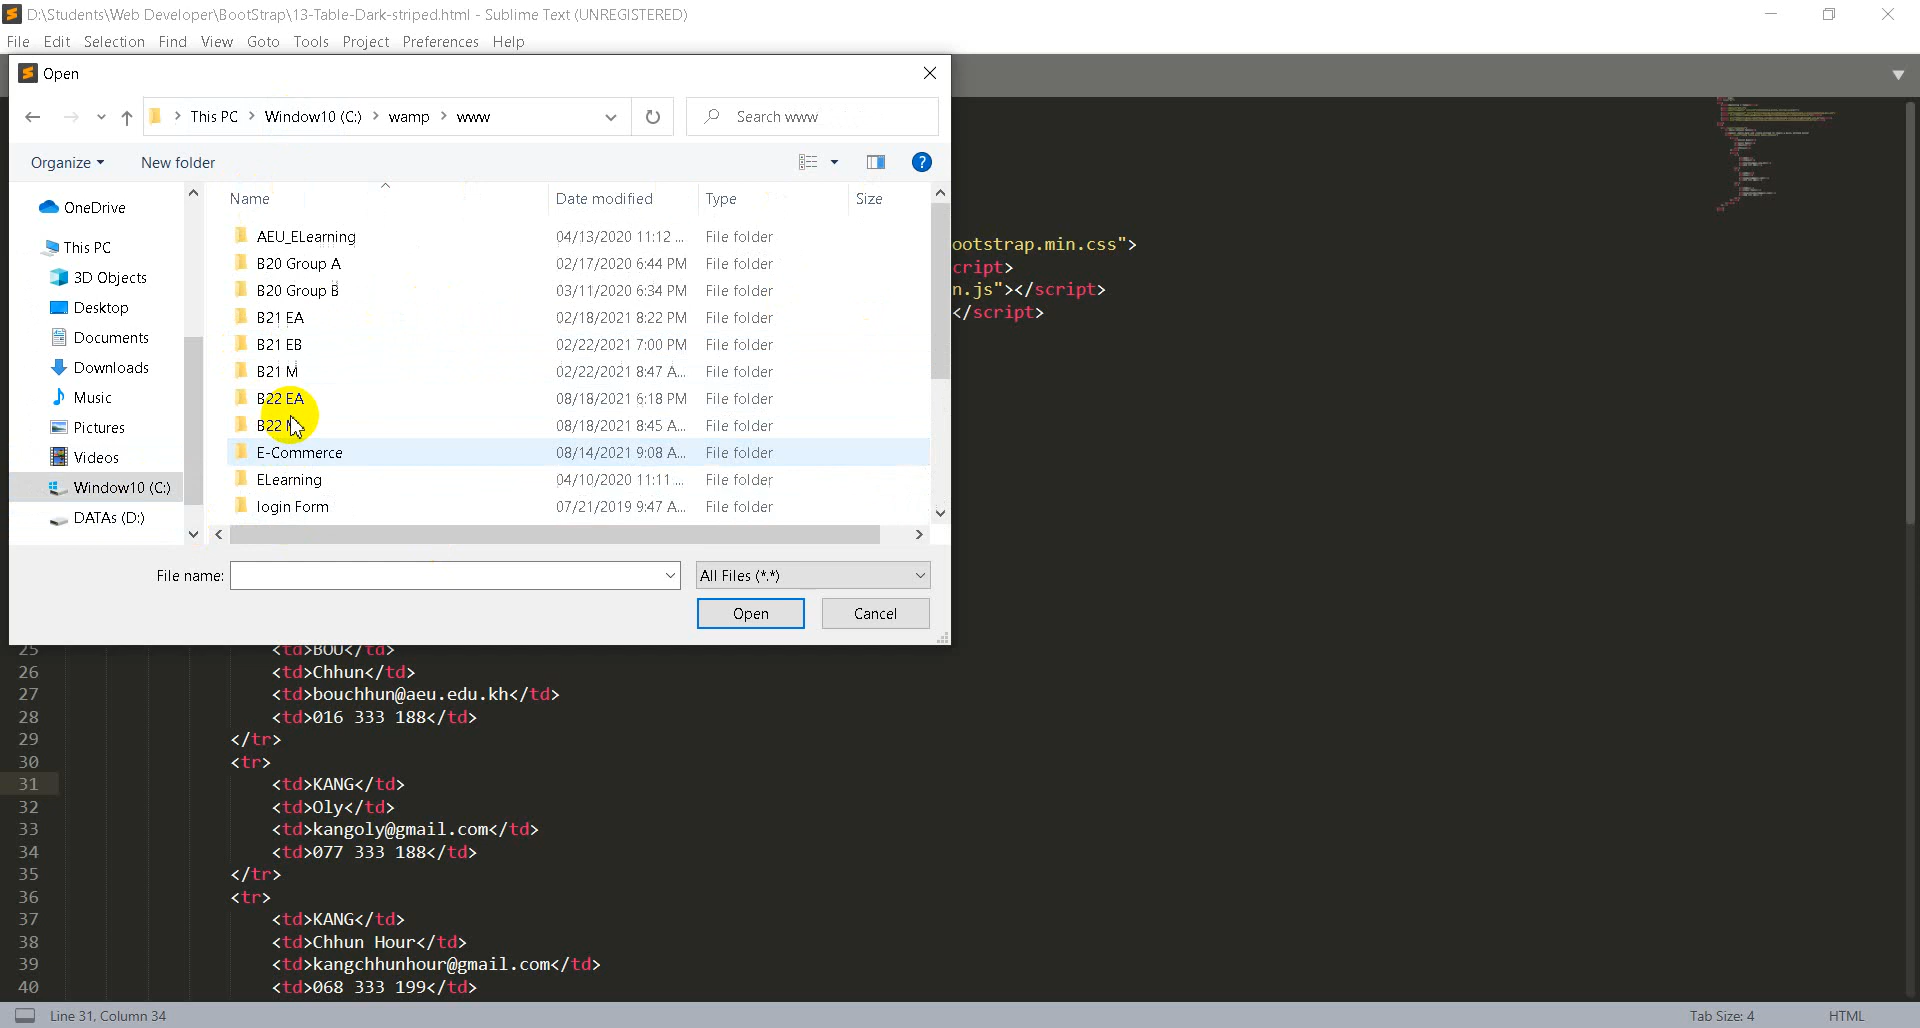 D:\Students\Web Developer\BootStrap\13-Table-Dark-striped.html - Sublime Text (UNREGISTERED)
File Edit Selection Find View Goto Tools Project Preferences Help
Open
This PC > Window10 (C:) > wamp > www
Search www
Organize New folder
Name Date modified Type Size
OneDrive
This PC
3D Objects
Desktop
Documents
Downloads
Music
Pictures
Videos
Window10 (C:)
DATAs (D:)
AEU_ELearning 04/13/2020 11:12 ... File folder
B20 Group A 02/17/2020 6:44 PM File folder
B20 Group B 03/11/2020 6:34 PM File folder
B21 EA 02/18/2021 8:22 PM File folder
B21 EB 02/22/2021 7:00 PM File folder
B21 M 02/22/2021 8:47 A... File folder
B22 EA 08/18/2021 6:18 PM File folder
B22 08/18/2021 8:45 A... File folder
E-Commerce 08/14/2021 9:08 A... File folder
ELearning 04/10/2020 11:11 ... File folder
login Form 07/21/2019 9:47 A... File folder
File name: All Files (*.*)
Open Cancel
ootstrap.min.css">
cript>
n.js"></script>
</script>
25 <td>BOU</td>
26 <td>Chhun</td>
27 <td>bouchhun@aeu.edu.kh</td>
28 <td>016 333 188</td>
29 </tr>
30 <tr>
31 <td>KANG</td>
32 <td>Oly</td>
33 <td>kangoly@gmail.com</td>
34 <td>077 333 188</td>
35 </tr>
36 <tr>
37 <td>KANG</td>
38 <td>Chhun Hour</td>
39 <td>kangchhunhour@gmail.com</td>
40 <td>068 333 199</td>
Line 31, Column 34 Tab Size: 4 HTML